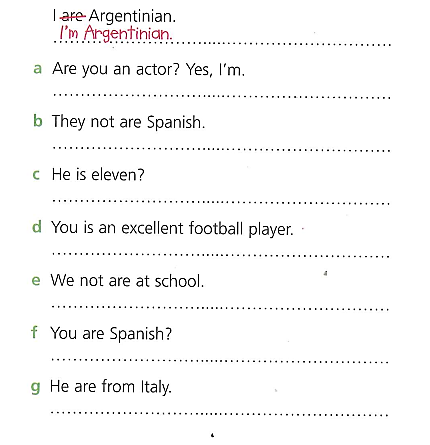 I are Argentinian.
I'm Argentinian.
a Are you an actor? Yes, I'm.
b They not are Spanish.
c He is eleven?
d You is an excellent football player.
e We not are at school.
f You are Spanish?
g He are from Italy.